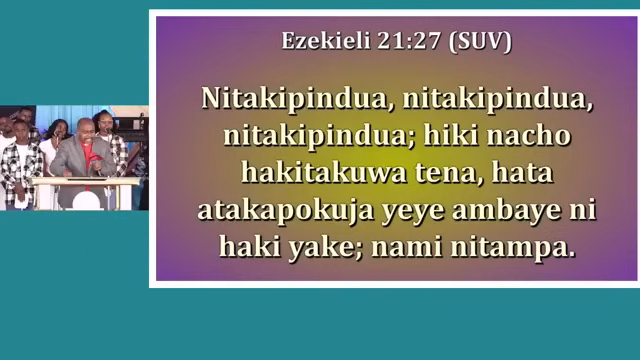 Ezekieli 21:27 (SUV)
Nitakipindua, nitakipindua,
nitakipindua; hiki nacho
hakitakuwa tena, hata
atakapokuja yeye ambaye ni
haki yake; nami nitampa.